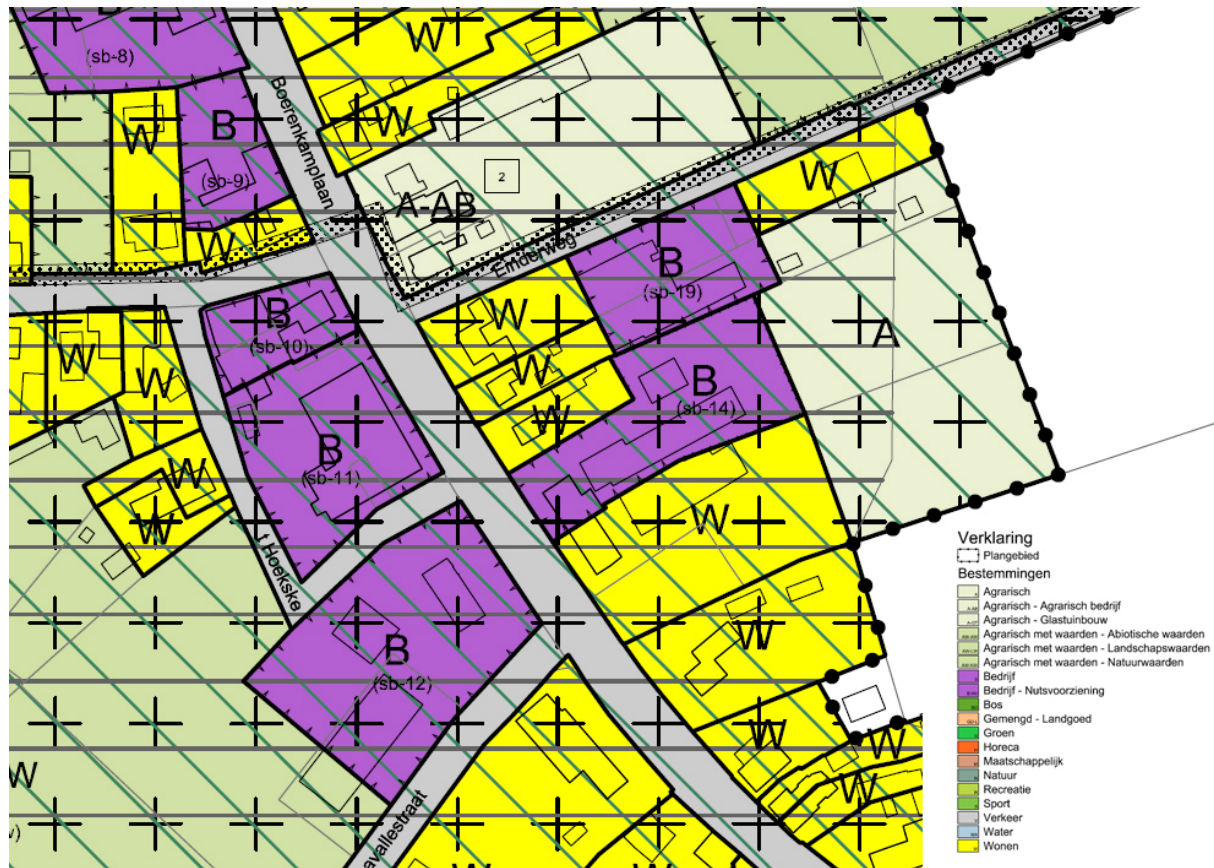 W
(sb-8)
Boerenkamplaan
W
B
W
(sb-9)
2
W
A-AB
W
Einderweg
B
(sb-19)
B
(sb-10)
W
A
W
W
W
B
(sb-14)
W
B
(sb-11)
W
W
W
't Hoekske
W
B
(sb-12)
W
W
W
W
W
W
avallestraat
Verklaring
Plangebied
Bestemmingen
Agrarisch
Agrarisch - Agrarisch bedrijf
Agrarisch - Glastuinbouw
Agrarisch met waarden - Abiotische waarden
Agrarisch met waarden - Landschapswaarden
Agrarisch met waarden - Natuurwaarden
Bedrijf
Bedrijf - Nutsvoorziening
Bos
Gemengd - Landgoed
Groen
Horeca
Maatschappelijk
Natuur
Recreatie
Sport
Verkeer
Water
Wonen